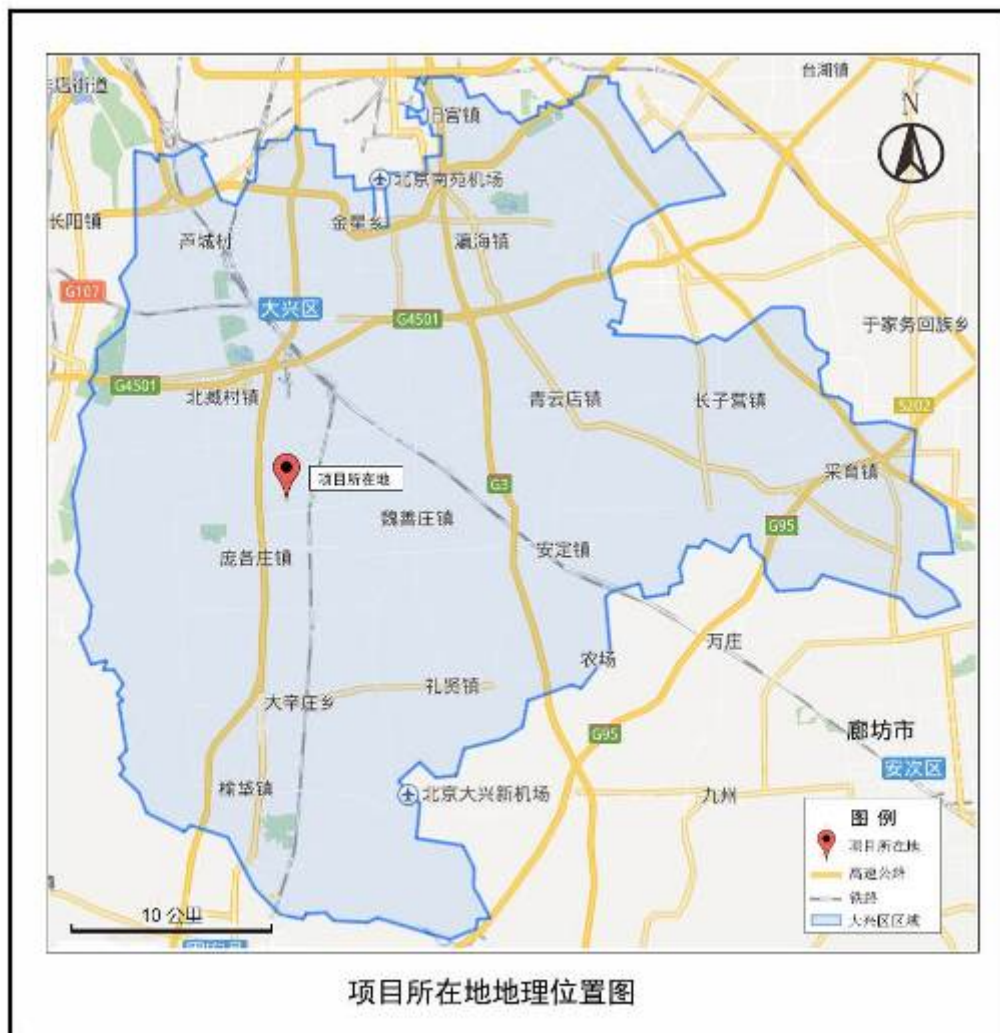 台湖镇
店街道
旧宫镇
N
北京南苑机场
长阳镇
金星乡
芦城村
瀛海镇
G107
大兴区
G4501
于家务回族乡
G4501
北臧村镇
青云店镇
长子营镇
S202
项目所在地
采育镇
G3
魏善庄镇
G95
庞各庄镇
安定镇
万庄
农场
礼贤镇
大辛庄乡
廊坊市
G95
安次区
榆垡镇
北京大兴新机场
九州
图 例
项目所在地
高速公路
铁路
大兴区区域
10 公里
项目所在地地理位置图